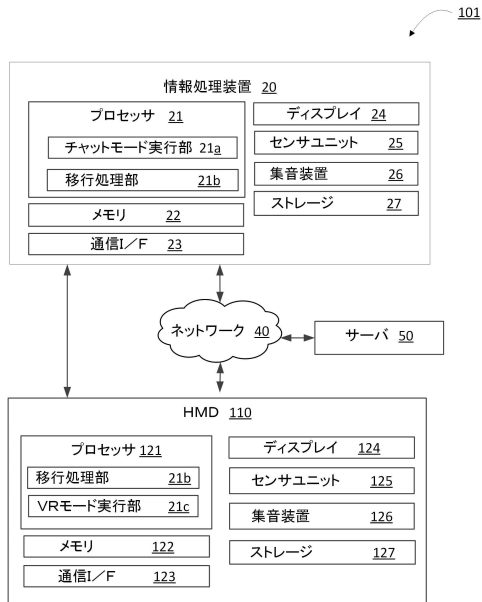 101
情報処理装置 20
プロセッサ 21
チャットモード実行部 21a
移行処理部 21b
メモリ 22
通信I/F 23
ディスプレイ 24
センサユニット 25
集音装置 26
ストレージ 27
ネットワーク 40
サーバ 50
HMD 110
プロセッサ 121
移行処理部 21b
VRモード実行部 21c
メモリ 122
通信I/F 123
ディスプレイ 124
センサユニット 125
集音装置 126
ストレージ 127